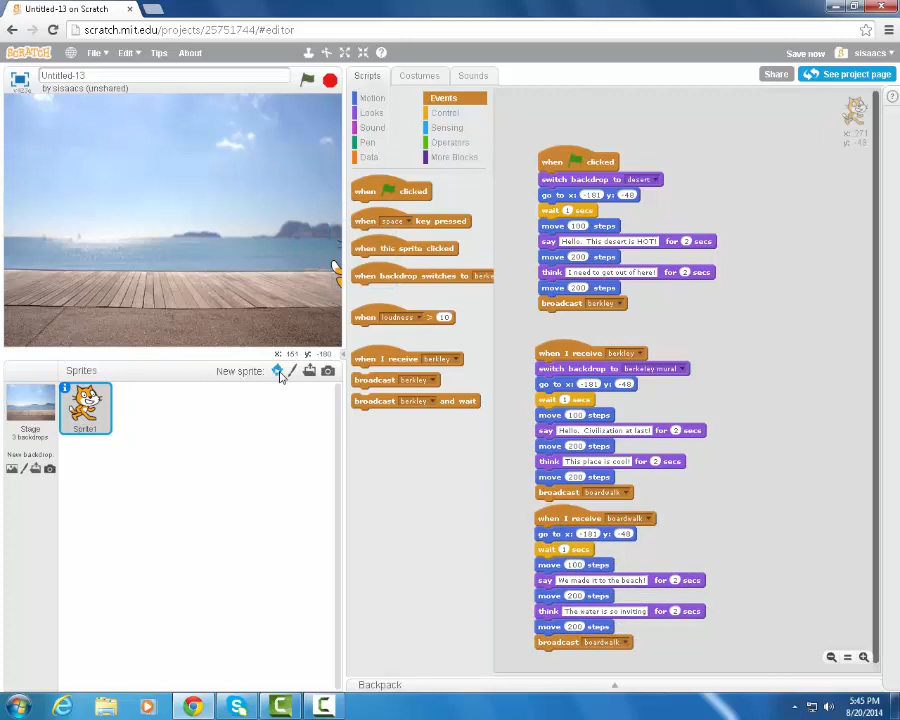 Untitled-13 on Scratch
scratch.mit.edu/projects/25751744/#editor
SCRATCH File Edit Tips About Save now sisaacs
Untitled-13
by sisaacs (unshared)
Scripts Costumes Sounds
Share See project page
Motion Events
Looks Control
Sound Sensing
Pen Operators
Data More Blocks
when clicked
when space key pressed
when this sprite clicked
when backdrop switches to
when loudness > 10
when I receive berkley
broadcast berkley
broadcast berkley and wait
x: 271
y: -48
when clicked
switch backdrop to desert
go to x: -181 y: -48
wait 1 secs
move 100 steps
say Hello. This desert is HOT! for 2 secs
move 200 steps
think I need to get out of here! for 2 secs
move 200 steps
broadcast berkley
when I receive berkley
switch backdrop to berkeley mural
go to x: -181 y: -48
wait 1 secs
move 100 steps
say Hello. Civilization at last! for 2 secs
move 200 steps
think This place is cool! for 2 secs
move 200 steps
broadcast boardwalk
when I receive boardwalk
go to x: -181 y: -48
wait 1 secs
move 100 steps
say We made it to the beach! for 2 secs
move 200 steps
think The water is so inviting for 2 secs
move 200 steps
broadcast boardwalk
x: 151 y: -180
Sprites New sprite:
Stage
3 backdrops
New backdrop:
Sprite1
Backpack
5:45 PM
8/20/2014